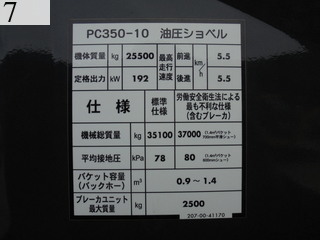 7
PC350-10 油圧ショベル
機体質量 kg 25500 最高走行速度 前進 km/h 5.5
定格出力 kW 192 後進 5.5
仕様 標準仕様 労働安全衛生法による最も不利な仕様(含むブレーカ)
機械総質量 kg 35100 37000
平均接地圧 kPa 78 80
バケット容量(バックホー) m³ 0.9~1.4
ブレーカユニット最大質量 kg 2500
207-00-41170